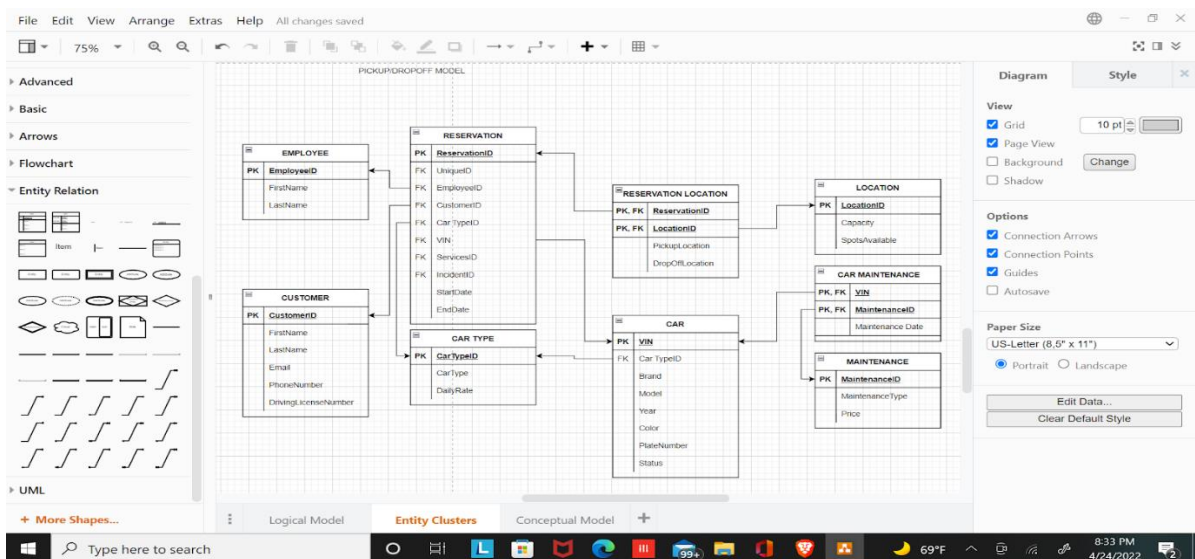 File Edit View Arrange Extras Help All changes saved
75%
Advanced
Basic
Arrows
Flowchart
Entity Relation
Item
UML
+ More Shapes...
PICKUP/DROPOFF MODEL
EMPLOYEE
PK EmployeeID
FirstName
LastName
CUSTOMER
PK CustomerID
FirstName
LastName
Email
PhoneNumber
DrivingLicenseNumber
RESERVATION
PK ReservationID
FK UniqueID
FK EmployeeID
FK CustomerID
FK Car TypeID
FK VIN
FK ServicesID
FK IncidentID
StartDate
EndDate
CAR TYPE
PK CarTypeID
CarType
DailyRate
RESERVATION LOCATION
PK, FK ReservationID
PK, FK LocationID
PickupLocation
DropOffLocation
CAR
PK VIN
FK Car TypeID
Brand
Model
Year
Color
PlateNumber
Status
LOCATION
PK LocationID
Capacity
SpotsAvailable
CAR MAINTENANCE
PK, FK VIN
PK, FK MaintenanceID
Maintenance Date
MAINTENANCE
PK MaintenanceID
MaintenanceType
Price
Logical Model Entity Clusters Conceptual Model
Diagram Style
View
Grid 10 pt
Page View
Background Change
Shadow
Options
Connection Arrows
Connection Points
Guides
Autosave
Paper Size
US-Letter (8,5" x 11")
Portrait Landscape
Edit Data...
Clear Default Style
Type here to search
L
99+
69°F
8:33 PM
4/24/2022
2